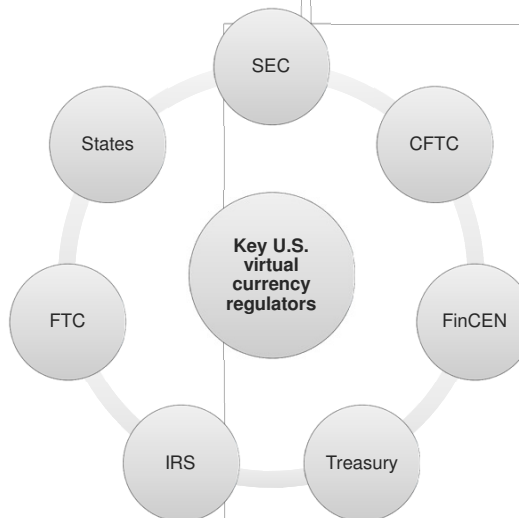 SEC
States
CFTC
Key U.S.
virtual
currency
regulators
FTC
FinCEN
IRS
Treasury